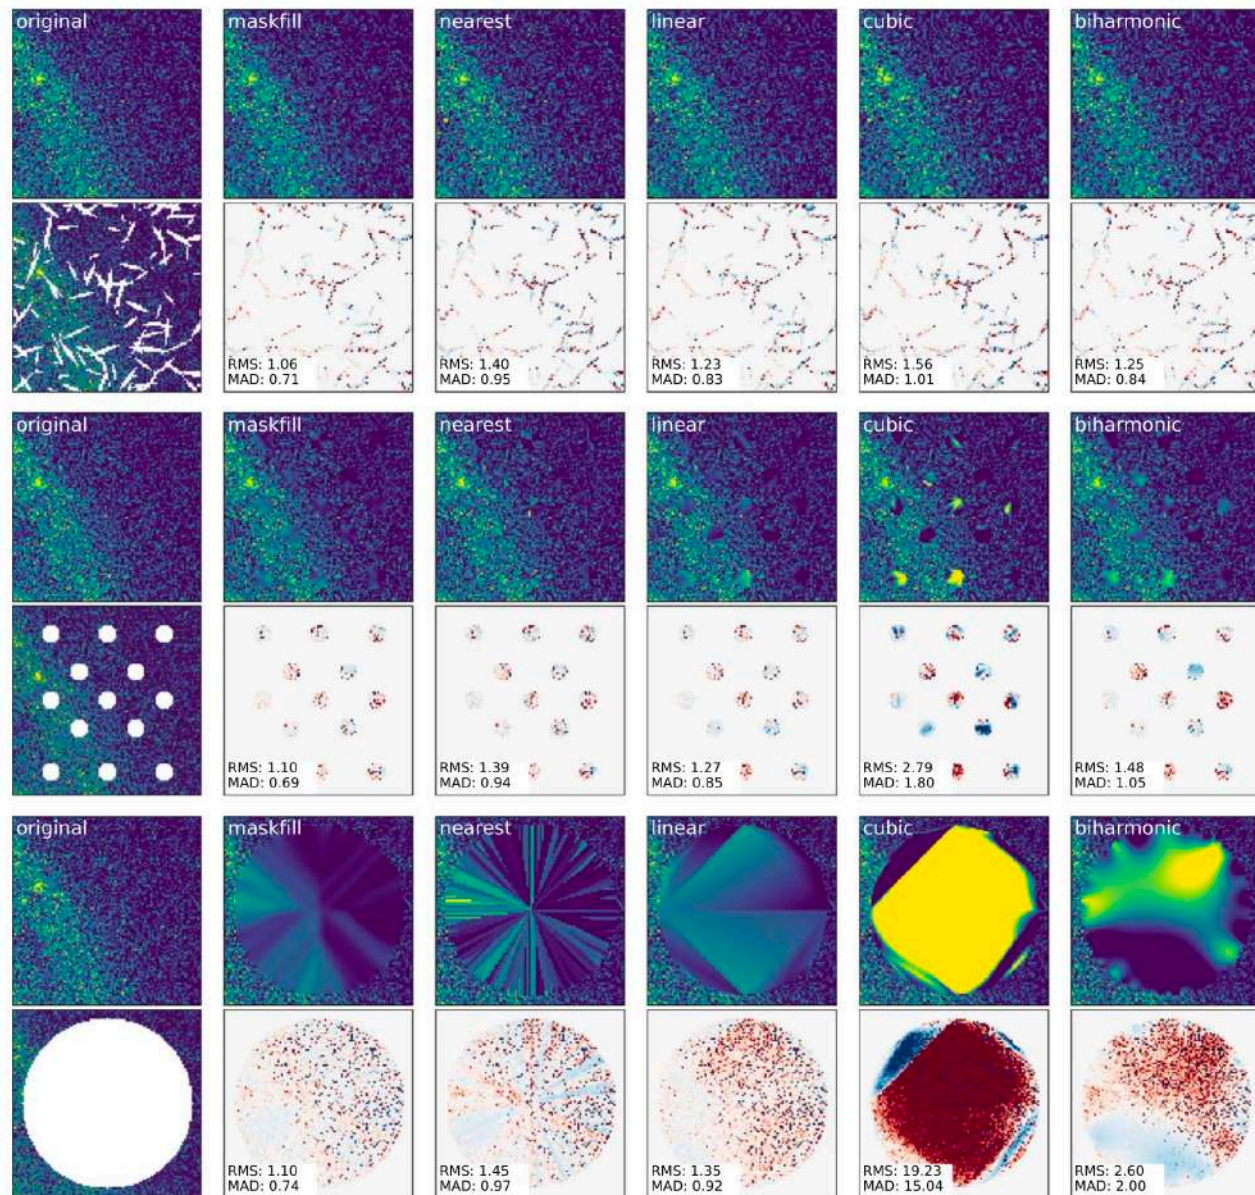 original maskfill nearest linear cubic biharmonic
RMS: 1.06 RMS: 1.40 RMS: 1.23 RMS: 1.56 RMS: 1.25
MAD: 0.71 MAD: 0.95 MAD: 0.83 MAD: 1.01 MAD: 0.84
original maskfill nearest linear cubic biharmonic
RMS: 1.10 RMS: 1.39 RMS: 1.27 RMS: 2.79 RMS: 1.48
MAD: 0.69 MAD: 0.94 MAD: 0.85 MAD: 1.80 MAD: 1.05
original maskfill nearest linear cubic biharmonic
RMS: 1.10 RMS: 1.45 RMS: 1.35 RMS: 19.23 RMS: 2.60
MAD: 0.74 MAD: 0.97 MAD: 0.92 MAD: 15.04 MAD: 2.00